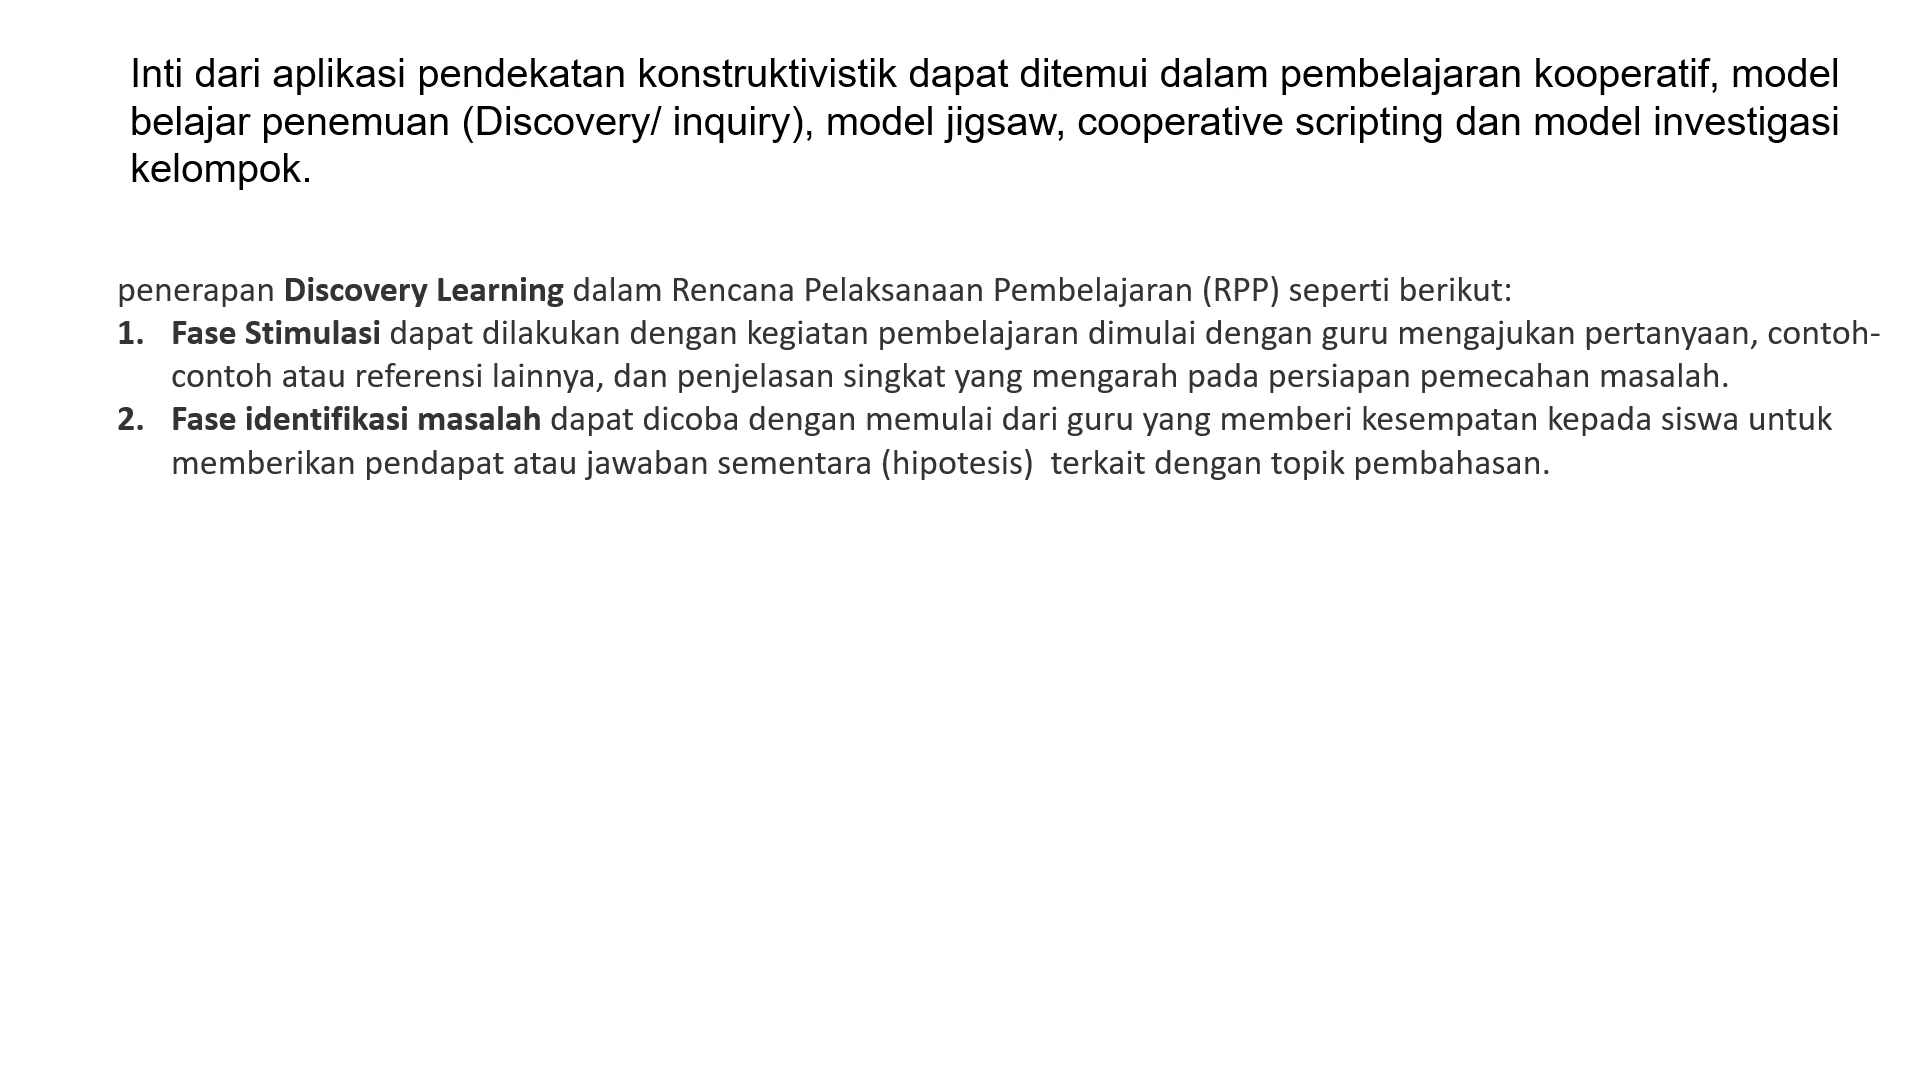 Inti dari aplikasi pendekatan konstruktivistik dapat ditemui dalam pembelajaran kooperatif, model
belajar penemuan (Discovery/ inquiry), model jigsaw, cooperative scripting dan model investigasi
kelompok.
penerapan Discovery Learning dalam Rencana Pelaksanaan Pembelajaran (RPP) seperti berikut:
1. Fase Stimulasi dapat dilakukan dengan kegiatan pembelajaran dimulai dengan guru mengajukan pertanyaan, contoh-
contoh atau referensi lainnya, dan penjelasan singkat yang mengarah pada persiapan pemecahan masalah.
2. Fase identifikasi masalah dapat dicoba dengan memulai dari guru yang memberi kesempatan kepada siswa untuk
memberikan pendapat atau jawaban sementara (hipotesis)  terkait dengan topik pembahasan.